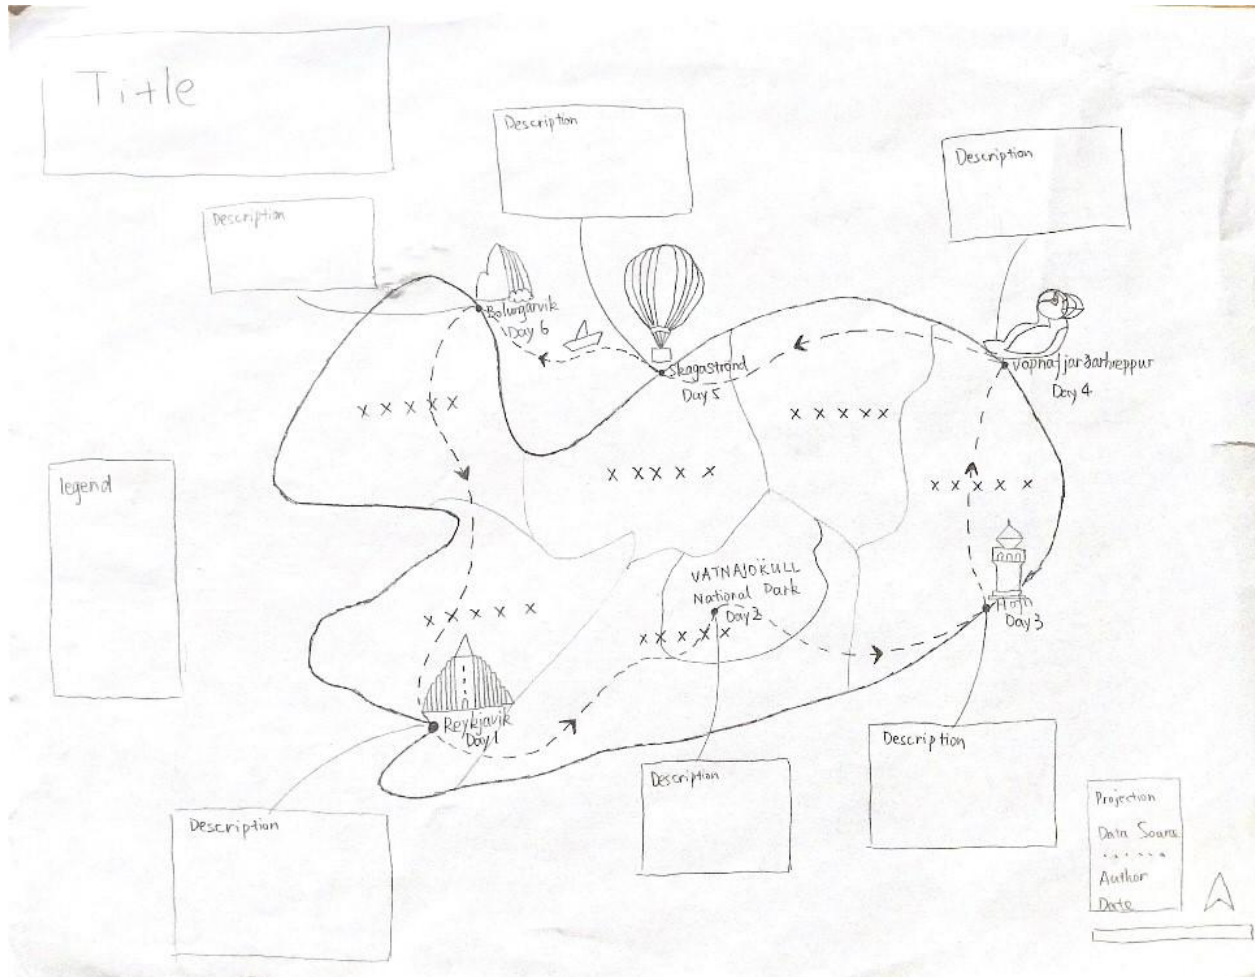 Title
Description
Description
Description
Bolungarvik
Day 6
Skagastrond
Day 5
Vopnafjarðarhreppur
Day 4
x x x x x
x x x x x
x x x x x
x x x x x
legend
VATNAJÖKULL
National Park
Day 2
x x x x x
x x x x x
Höfn
Day 3
Reykjavik
Day 1
Description
Description
Description
Projection
Data Source
Author
Date